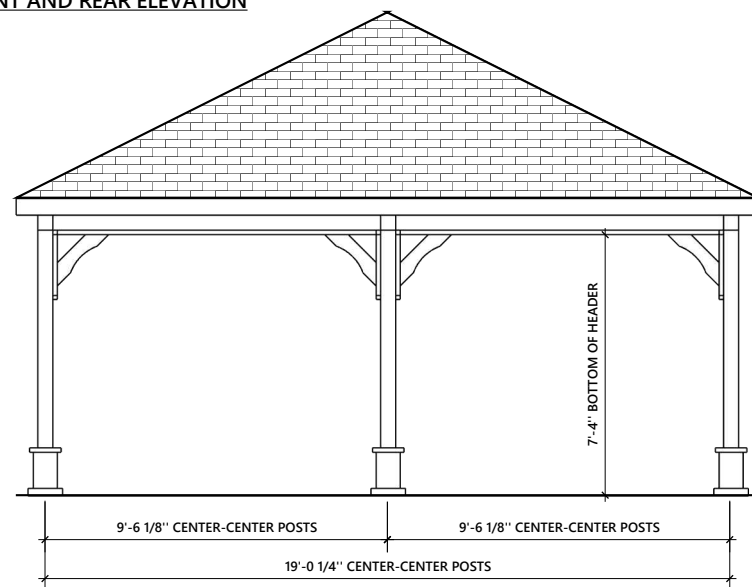 AND REAR ELEVATION
7'-4'' BOTTOM OF HEADER
9'-6 1/8'' CENTER-CENTER POSTS
9'-6 1/8'' CENTER-CENTER POSTS
19'-0 1/4'' CENTER-CENTER POSTS